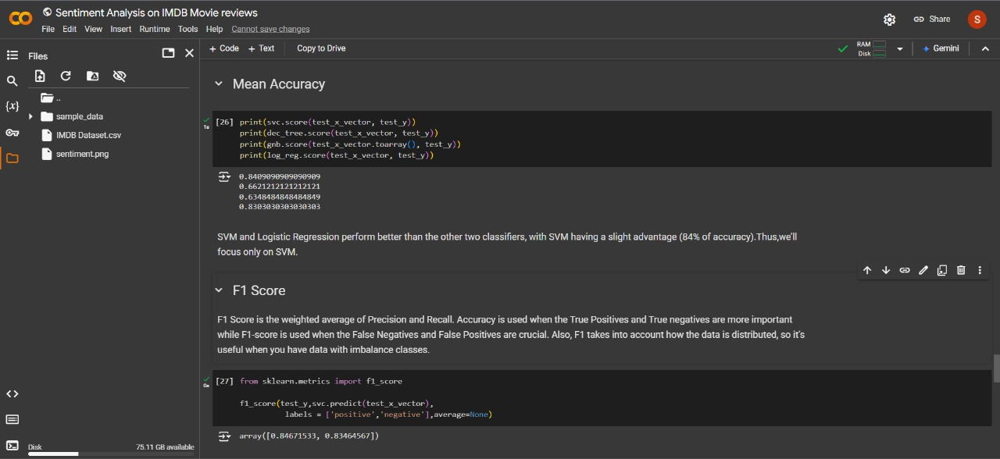 Sentiment Analysis on IMDB Movie reviews
File Edit View Insert Runtime Tools Help Cannot save changes
Share
S
Files
+ Code + Text Copy to Drive
RAM
Disk
Gemini
..
sample_data
IMDB Dataset.csv
sentiment.png
{x}
Disk
75.11 GB available
Mean Accuracy
1s
[26] print(svc.score(test_x_vector, test_y))
print(dec_tree.score(test_x_vector, test_y))
print(gnb.score(test_x_vector.toarray(), test_y))
print(log_reg.score(test_x_vector, test_y))
0.8409090909090909
0.6621212121212121
0.6348484848484849
0.8303030303030303
SVM and Logistic Regression perform better than the other two classifiers, with SVM having a slight advantage (84% of accuracy).Thus,we'll
focus only on SVM.
F1 Score
F1 Score is the weighted average of Precision and Recall. Accuracy is used when the True Positives and True negatives are more important
while F1-score is used when the False Negatives and False Positives are crucial. Also, F1 takes into account how the data is distributed, so it's
useful when you have data with imbalance classes.
0s
[27] from sklearn.metrics import f1_score
f1_score(test_y,svc.predict(test_x_vector),
labels = ['positive','negative'],average=None)
array([0.84671533, 0.83464567])